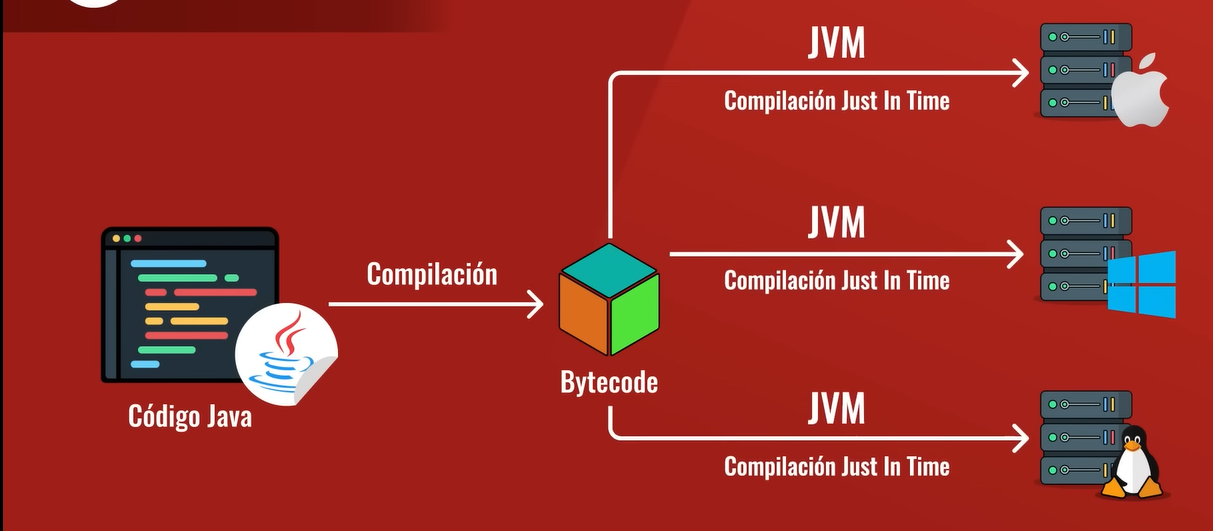 JVM
Compilación Just In Time
JVM
Compilación Just In Time
Compilación
Bytecode
Código Java
JVM
Compilación Just In Time